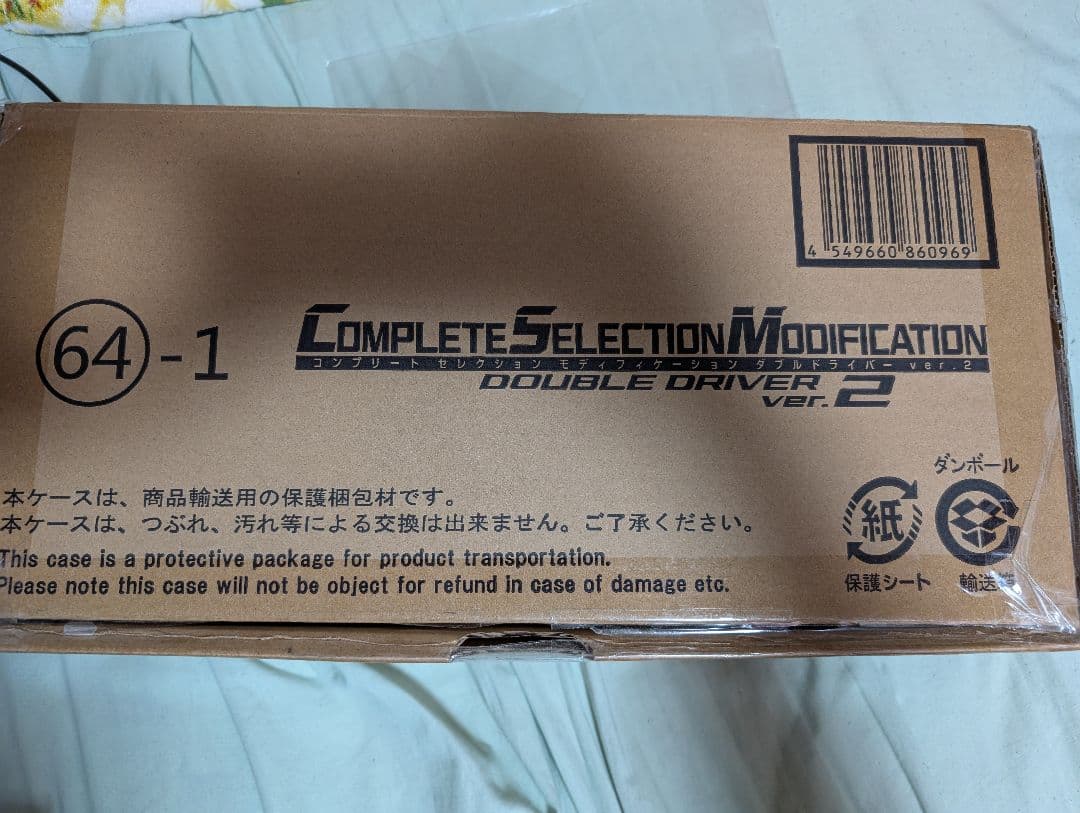 4 549660 860969
64-1
COMPLETE SELECTION MODIFICATION
コンプリート セレクション モディフィケーション ダブルドライバー ver.2
DOUBLE DRIVER
ver.2
本ケースは、商品輸送用の保護梱包材です。
本ケースは、つぶれ、汚れ等による交換は出来ません。ご了承ください。
This case is a protective package for product transportation.
Please note this case will not be object for refund in case of damage etc.
ダンボール
紙
保護シート
輸送